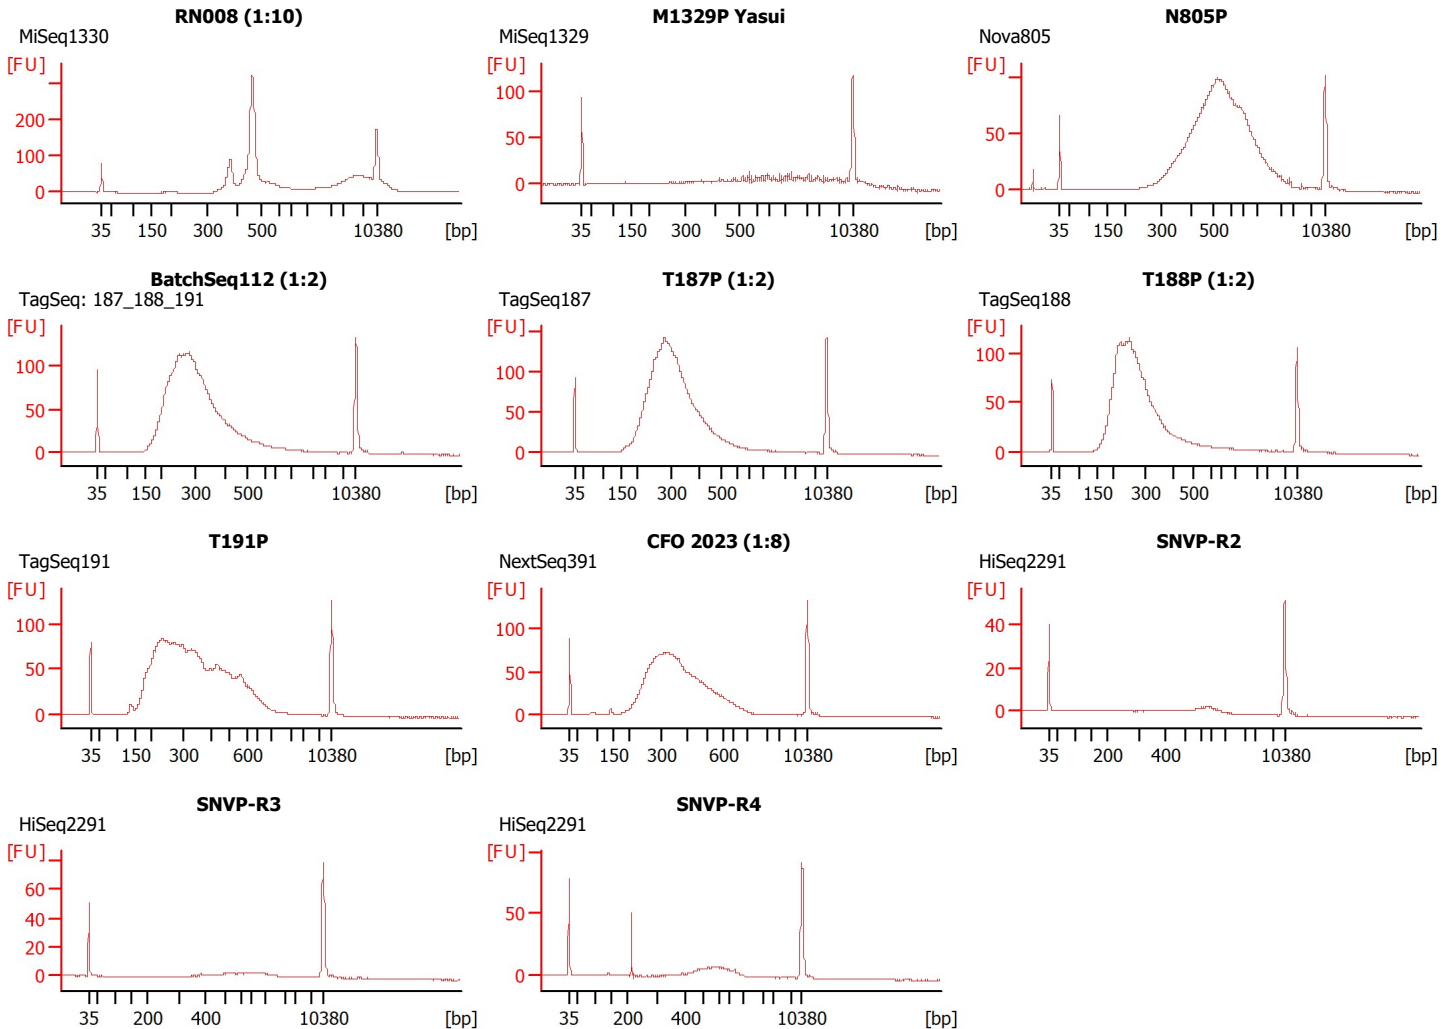 RN008 (1:10)
MiSeq1330
[FU]
200
100
0
35 150 300 500 10380 [bp]
M1329P Yasui
MiSeq1329
[FU]
100
50
0
35 150 300 500 10380 [bp]
N805P
Nova805
[FU]
50
0
35 150 300 500 10380 [bp]
BatchSeq112 (1:2)
TagSeq: 187_188_191
[FU]
100
50
0
35 150 300 500 10380 [bp]
T187P (1:2)
TagSeq187
[FU]
100
50
0
35 150 300 500 10380 [bp]
T188P (1:2)
TagSeq188
[FU]
100
50
0
35 150 300 500 10380 [bp]
T191P
TagSeq191
[FU]
100
50
0
35 150 300 600 10380 [bp]
CFO 2023 (1:8)
NextSeq391
[FU]
100
50
0
35 150 300 600 10380 [bp]
SNVP-R2
HiSeq2291
[FU]
40
20
0
35 200 400 10380 [bp]
SNVP-R3
HiSeq2291
[FU]
60
40
20
0
35 200 400 10380 [bp]
SNVP-R4
HiSeq2291
[FU]
50
0
35 200 400 10380 [bp]